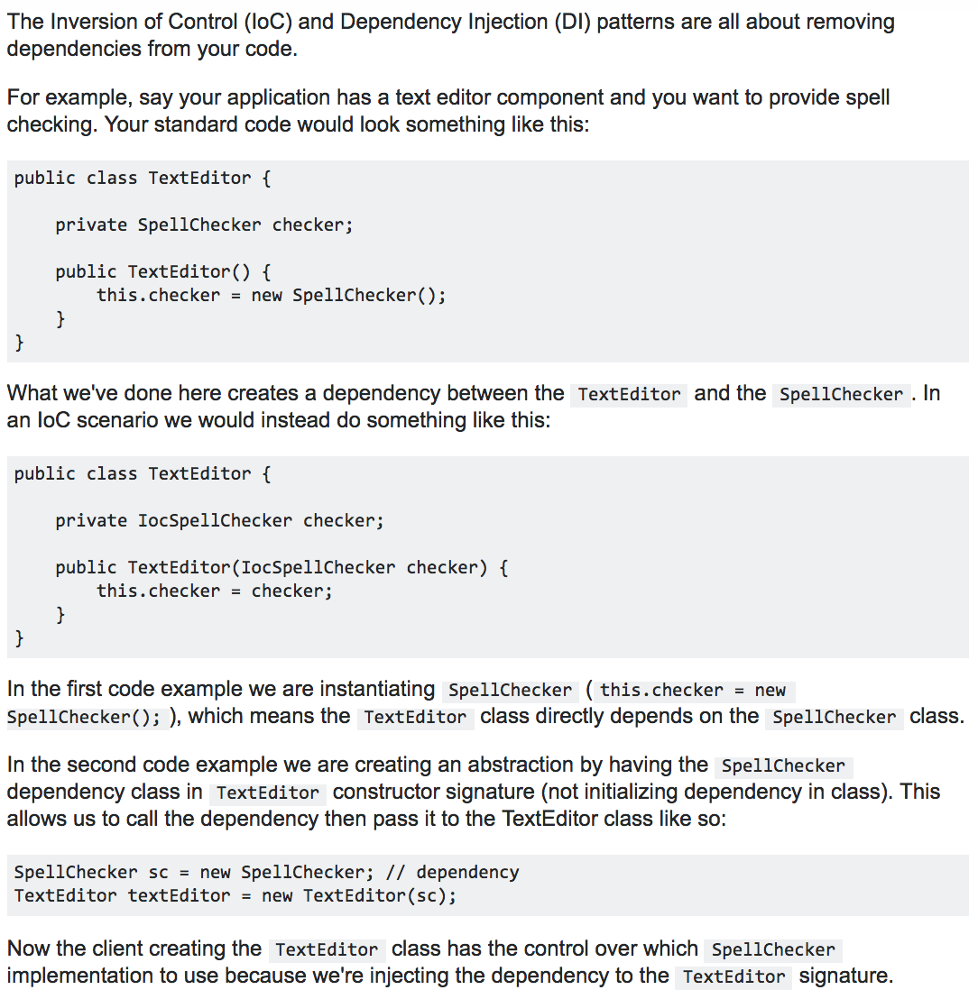 The Inversion of Control (IoC) and Dependency Injection (DI) patterns are all about removing
dependencies from your code.
For example, say your application has a text editor component and you want to provide spell
checking. Your standard code would look something like this:
public class TextEditor {
    private SpellChecker checker;
    public TextEditor() {
        this.checker = new SpellChecker();
    }
}
What we've done here creates a dependency between the TextEditor and the SpellChecker . In
an IoC scenario we would instead do something like this:
public class TextEditor {
    private IocSpellChecker checker;
    public TextEditor(IocSpellChecker checker) {
        this.checker = checker;
    }
}
In the first code example we are instantiating SpellChecker ( this.checker = new
SpellChecker(); ), which means the TextEditor class directly depends on the SpellChecker class.
In the second code example we are creating an abstraction by having the SpellChecker
dependency class in TextEditor constructor signature (not initializing dependency in class). This
allows us to call the dependency then pass it to the TextEditor class like so:
SpellChecker sc = new SpellChecker; // dependency
TextEditor textEditor = new TextEditor(sc);
Now the client creating the TextEditor class has the control over which SpellChecker
implementation to use because we're injecting the dependency to the TextEditor signature.